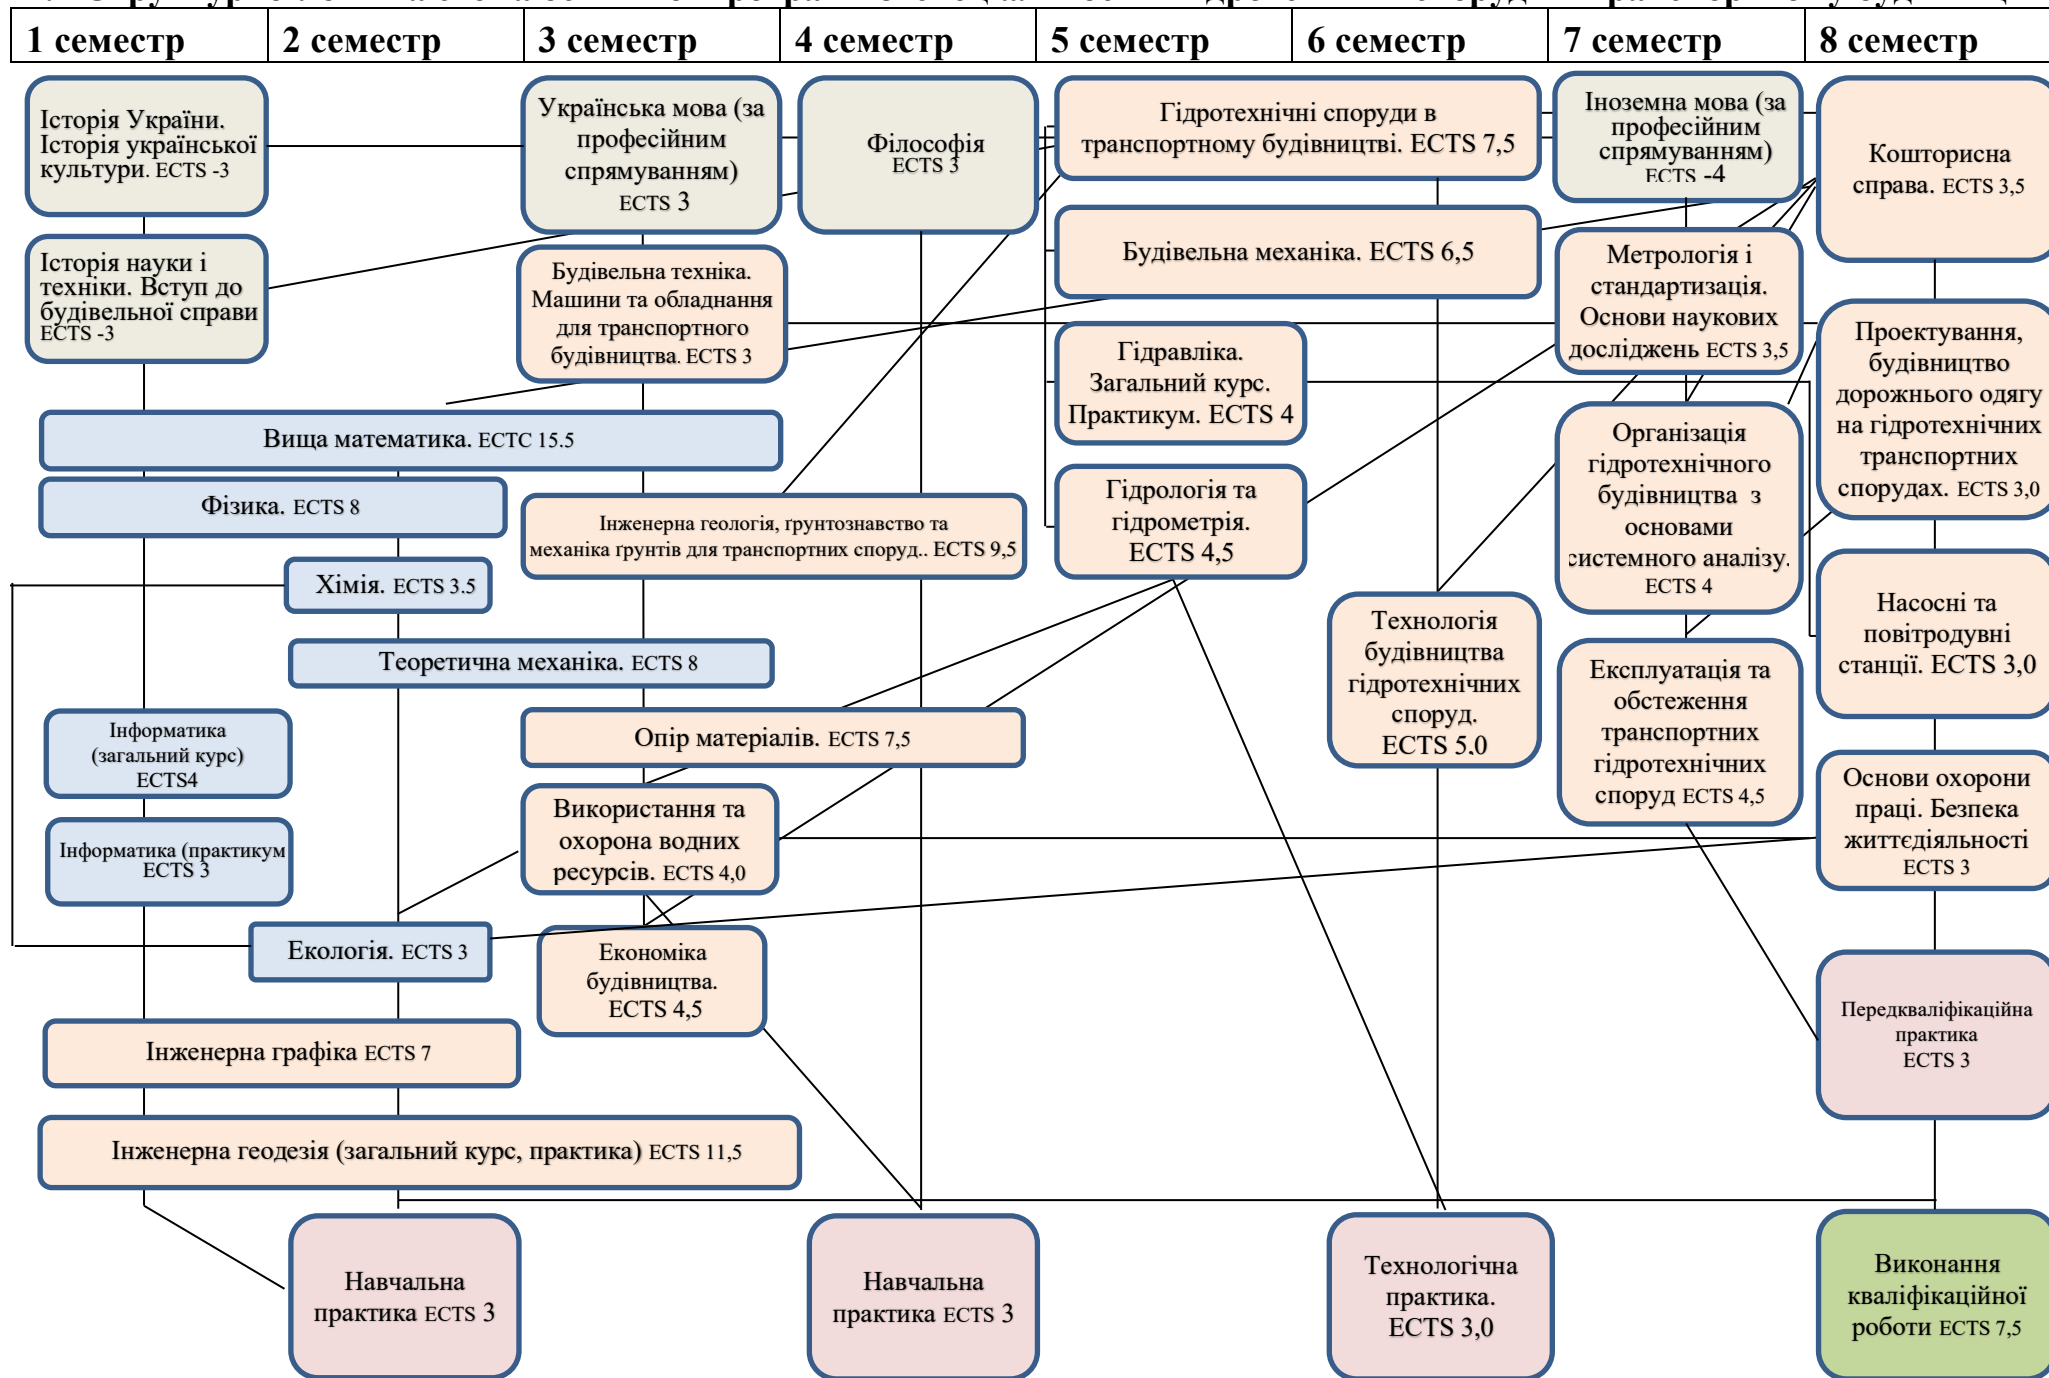 1 семестр
2 семестр
3 семестр
4 семестр
5 семестр
6 семестр
7 семестр
8 семестр
Історія України.
Історія української
культури. ECTS -3
Українська мова (за
професійним
спрямуванням)
ECTS 3
Філософія
ECTS 3
Гідротехнічні споруди в
транспортному будівництві. ECTS 7,5
Іноземна мова (за
професійним
спрямуванням)
ECTS -4
Кошторисна
справа. ECTS 3,5
Історія науки і
техніки. Вступ до
будівельної справи
ECTS -3
Будівельна техніка.
Машини та обладнання
для транспортного
будівництва. ECTS 3
Будівельна механіка. ECTS 6,5
Метрологія і
стандартизація.
Основи наукових
досліджень ECTS 3,5
Гідравліка.
Загальний курс.
Практикум. ECTS 4
Проектування,
будівництво
дорожнього одягу
на гідротехнічних
транспортних
спорудах. ECTS 3,0
Вища математика. ЕСТС 15.5
Організація
гідротехнічного
будівництва з
основами
системного аналізу.
ECTS 4
Фізика. ECTS 8
Інженерна геологія, ґрунтознавство та
механіка ґрунтів для транспортних споруд.. ECTS 9,5
Гідрологія та
гідрометрія.
ECTS 4,5
Хімія. ECTS 3.5
Технологія
будівництва
гідротехнічних
споруд.
ECTS 5,0
Насосні та
повітродувні
станції. ECTS 3,0
Теоретична механіка. ECTS 8
Експлуатація та
обстеження
транспортних
гідротехнічних
споруд ECTS 4,5
Інформатика
(загальний курс)
ECTS4
Опір матеріалів. ECTS 7,5
Основи охорони
праці. Безпека
життєдіяльності
ECTS 3
Використання та
охорона водних
ресурсів. ECTS 4,0
Інформатика (практикум
ECTS 3
Екологія. ECTS 3
Економіка
будівництва.
ECTS 4,5
Передкваліфікаційна
практика
ECTS 3
Інженерна графіка ECTS 7
Інженерна геодезія (загальний курс, практика) ECTS 11,5
Навчальна
практика ECTS 3
Навчальна
практика ECTS 3
Технологічна
практика.
ECTS 3,0
Виконання
кваліфікаційної
роботи ECTS 7,5